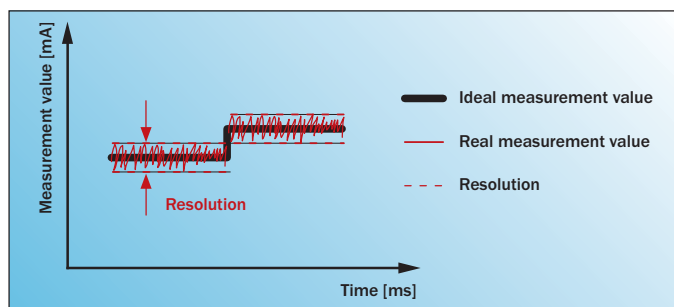 Measurement value [mA]
Ideal measurement value
Real measurement value
Resolution
Resolution
Time [ms]